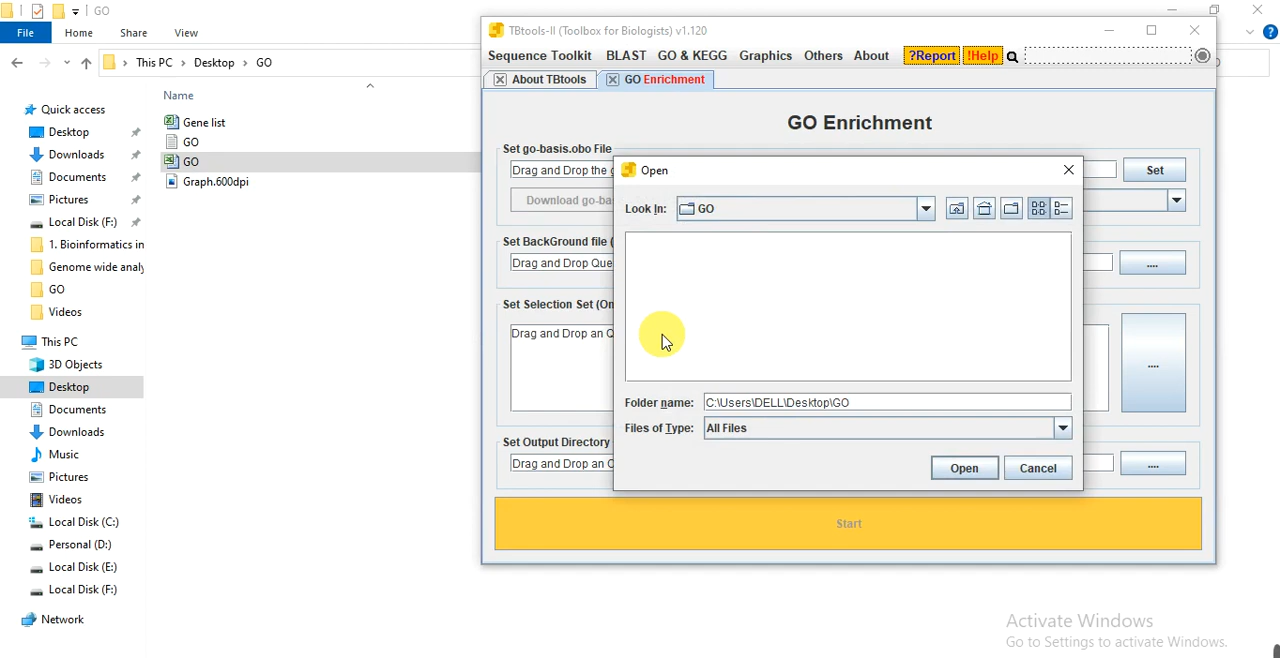 GO
File Home Share View
This PC Desktop GO
Quick access
Desktop
Downloads
Documents
Pictures
Local Disk (F:)
1. Bioinformatics in
Genome wide analy
GO
Videos
This PC
3D Objects
Desktop
Documents
Downloads
Music
Pictures
Videos
Local Disk (C:)
Personal (D:)
Local Disk (E:)
Local Disk (F:)
Network
Name
Gene list
GO
GO
Graph.600dpi
TBtools-II (Toolbox for Biologists) v1.120
Sequence Toolkit BLAST GO & KEGG Graphics Others About ?Report !Help
About TBtools GO Enrichment
GO Enrichment
Set go-basis.obo File
Drag and Drop the g Set
Download go-ba
Set BackGround file (
Drag and Drop Que ....
Set Selection Set (On
Drag and Drop an Q ....
Set Output Directory
Drag and Drop an O ....
Start
Open
Look In: GO
Folder name: C:\Users\DELL\Desktop\GO
Files of Type: All Files
Open Cancel
Activate Windows
Go to Settings to activate Windows.